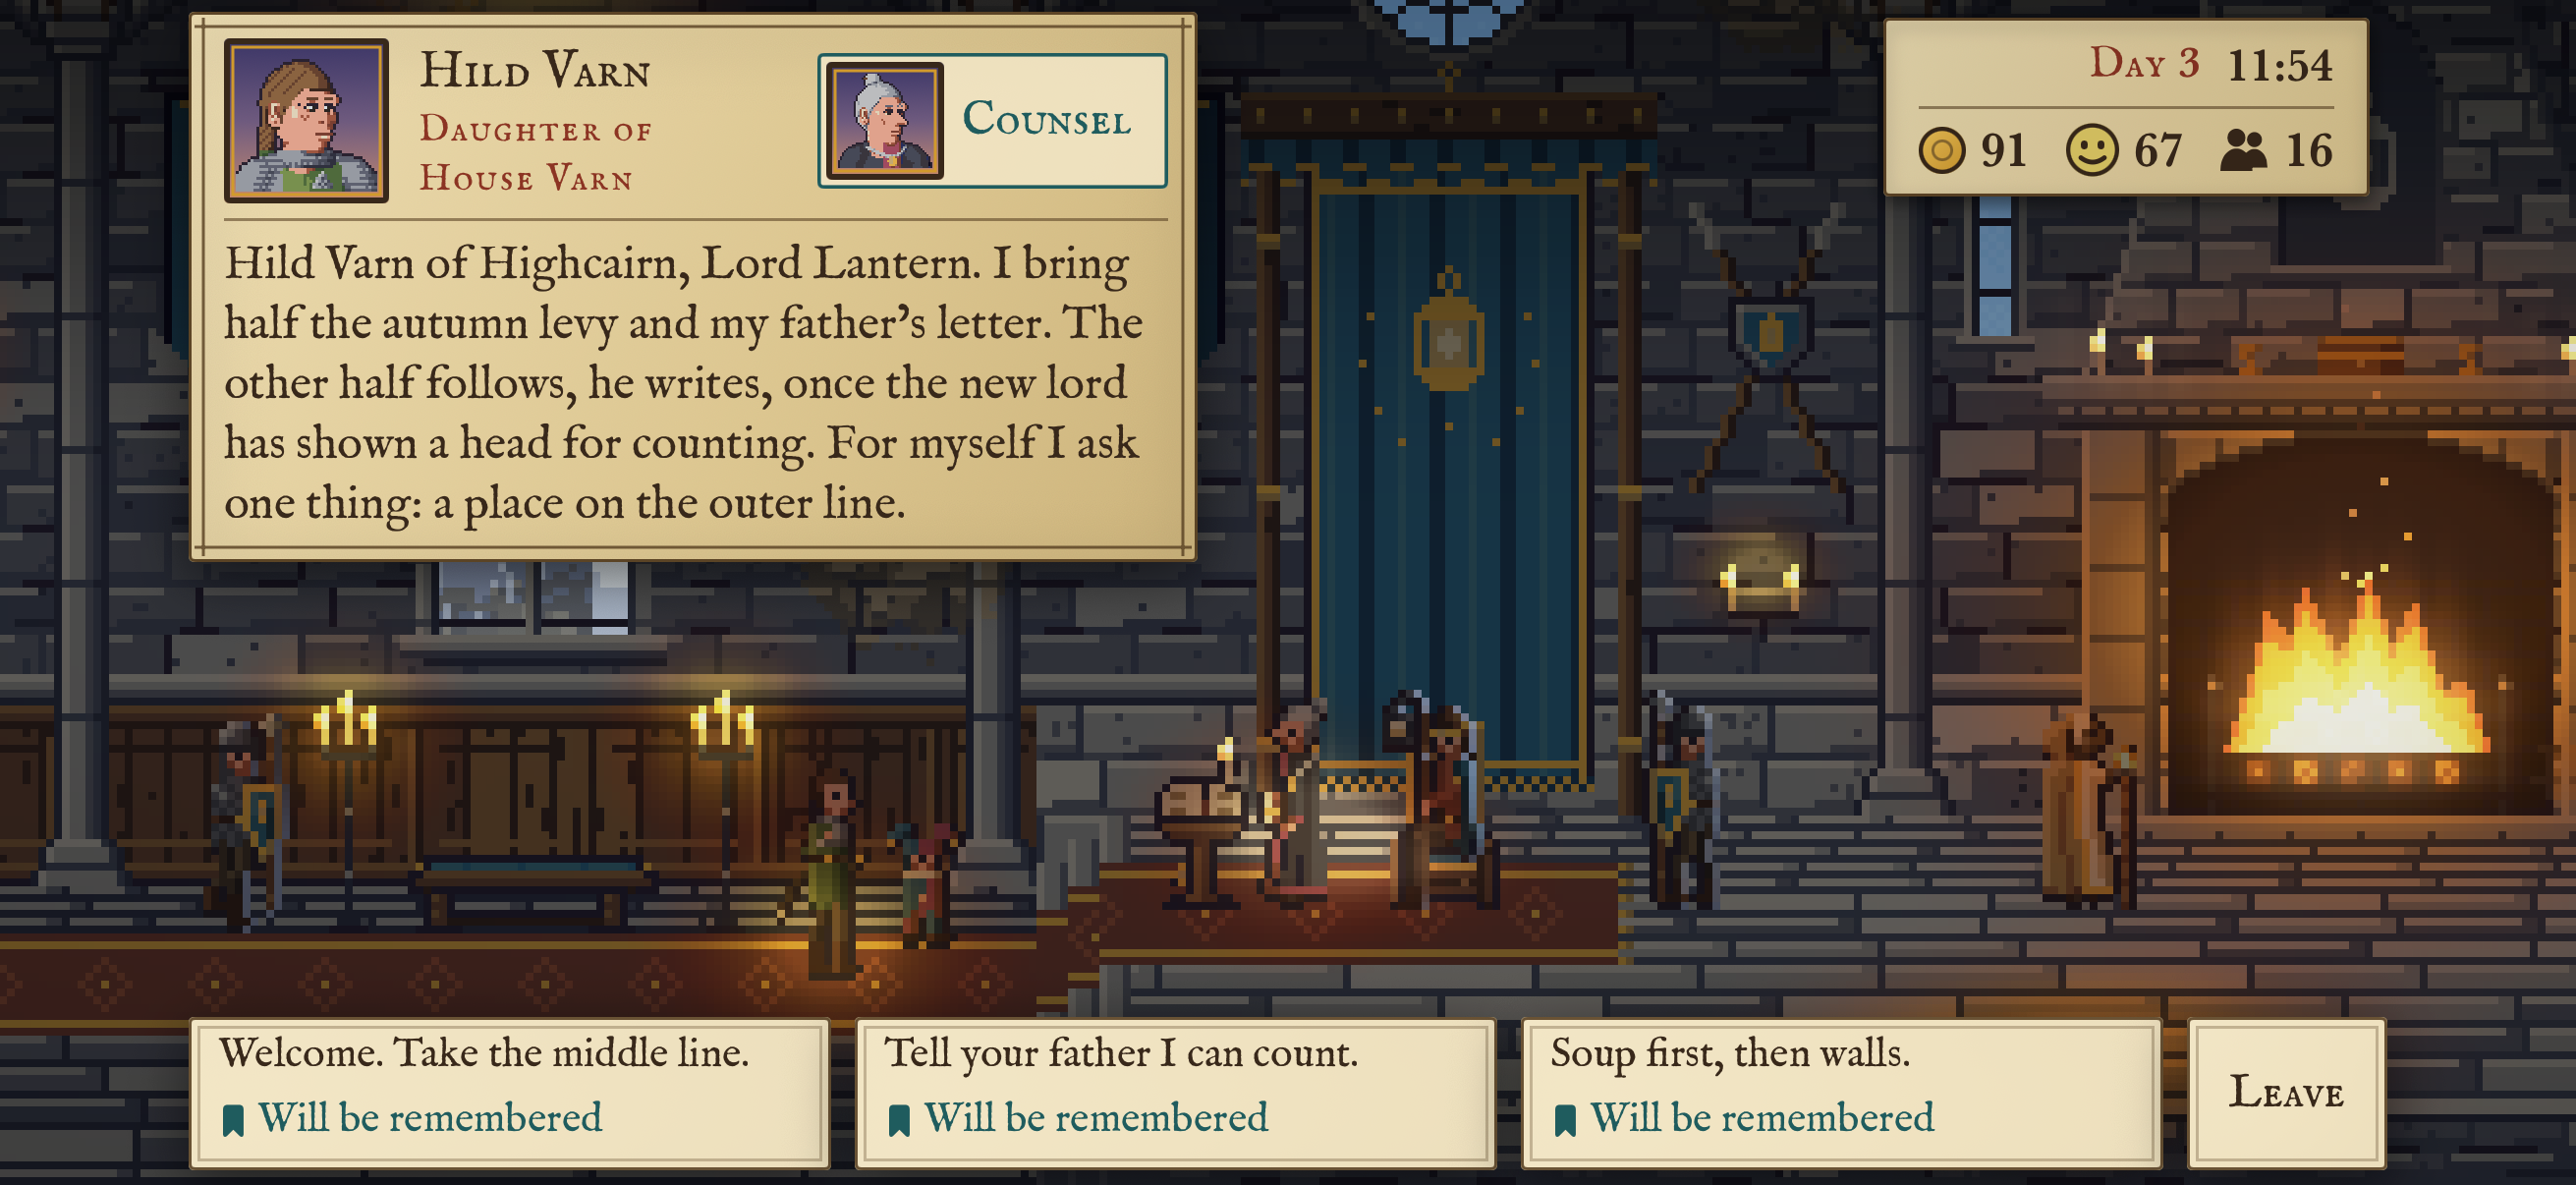 Hild Varn
Daughter of
House Varn
Counsel
Hild Varn of Highcairn, Lord Lantern. I bring
half the autumn levy and my father’s letter. The
other half follows, he writes, once the new lord
has shown a head for counting. For myself I ask
one thing: a place on the outer line.
Day 3 11:54
91 67 16
Welcome. Take the middle line.
Will be remembered
Tell your father I can count.
Will be remembered
Soup first, then walls.
Will be remembered
Leave